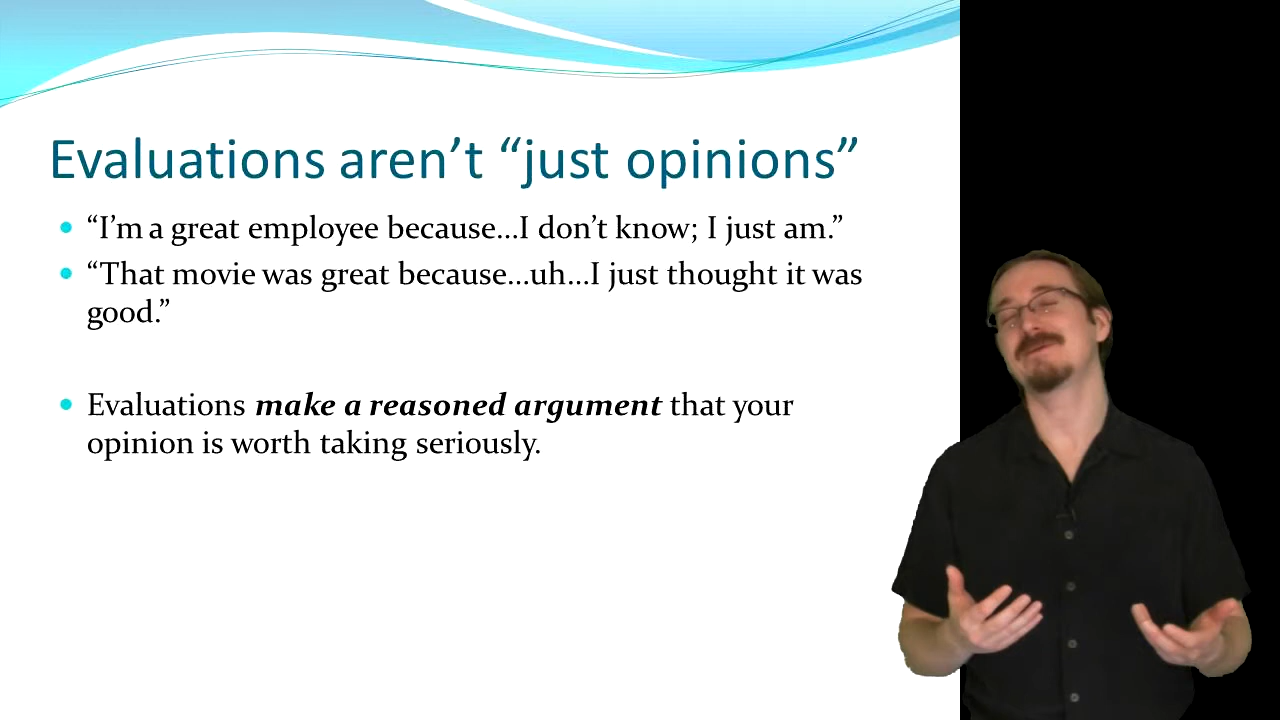 Evaluations aren’t “just opinions”
“I’m a great employee because…I don’t know; I just am.”
“That movie was great because…uh…I just thought it was
good.”
Evaluations make a reasoned argument that your
opinion is worth taking seriously.